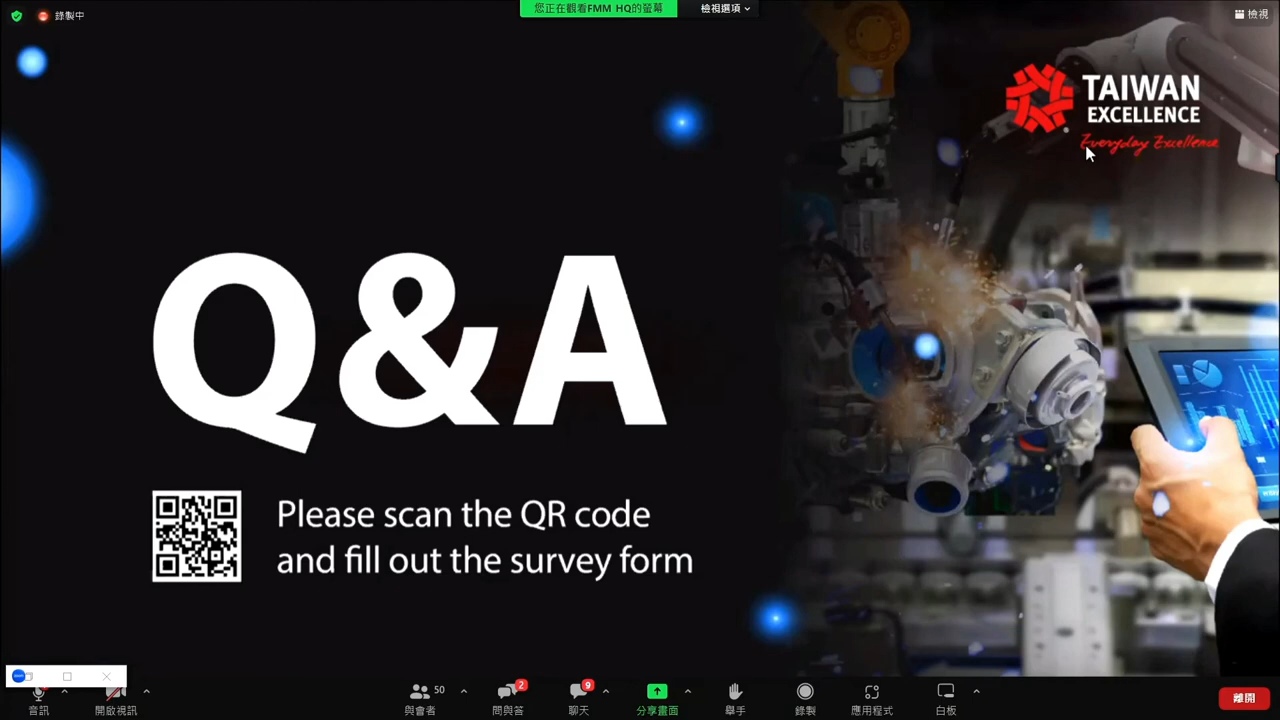 錄製中
您正在觀看FMM HQ的螢幕
檢視選項
檢視
TAIWAN
EXCELLENCE
Everyday Excellence
Q&A
Please scan the QR code
and fill out the survey form
音訊
開啟視訊
50
與會者
2
問與答
9
聊天
分享畫面
舉手
錄製
應用程式
白板
離開